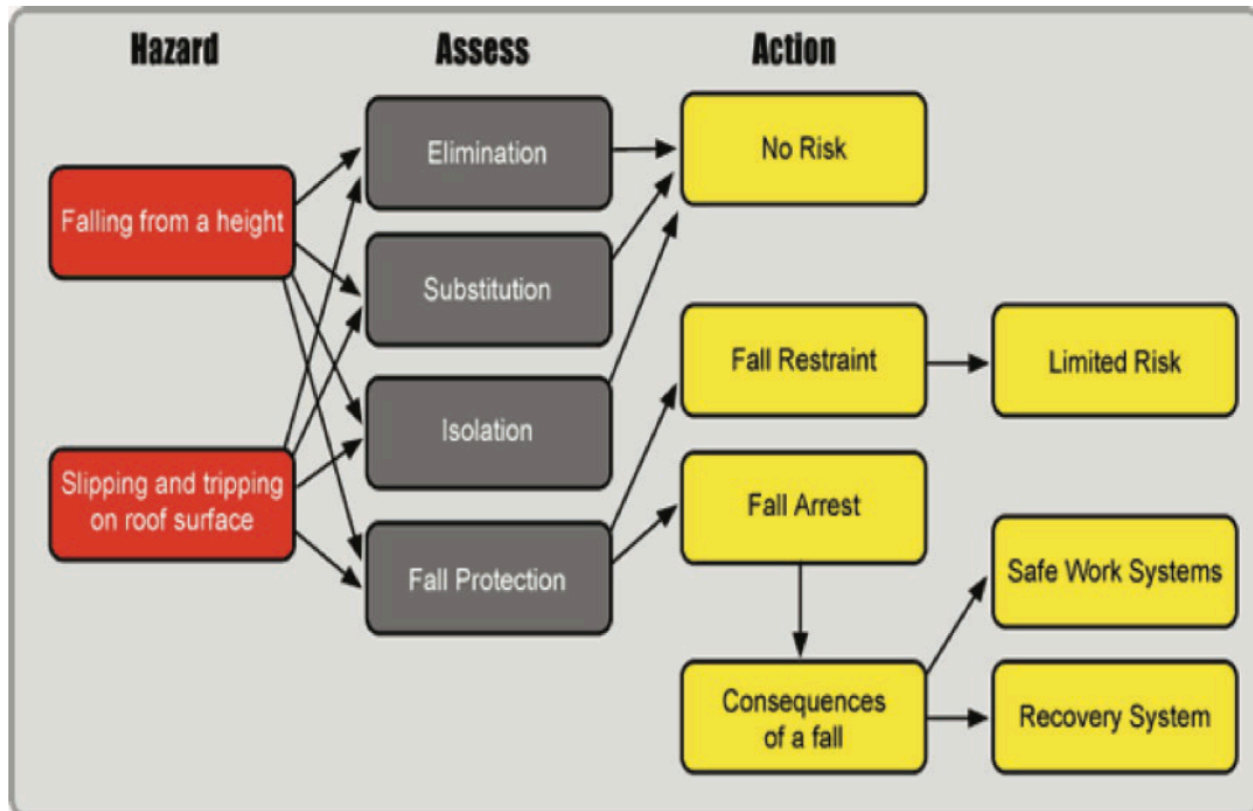 Hazard
Assess
Action
Elimination
No Risk
Falling from a height
Substitution
Fall Restraint
Limited Risk
Isolation
Slipping and tripping
on roof surface
Fall Arrest
Fall Protection
Safe Work Systems
Consequences
of a fall
Recovery System